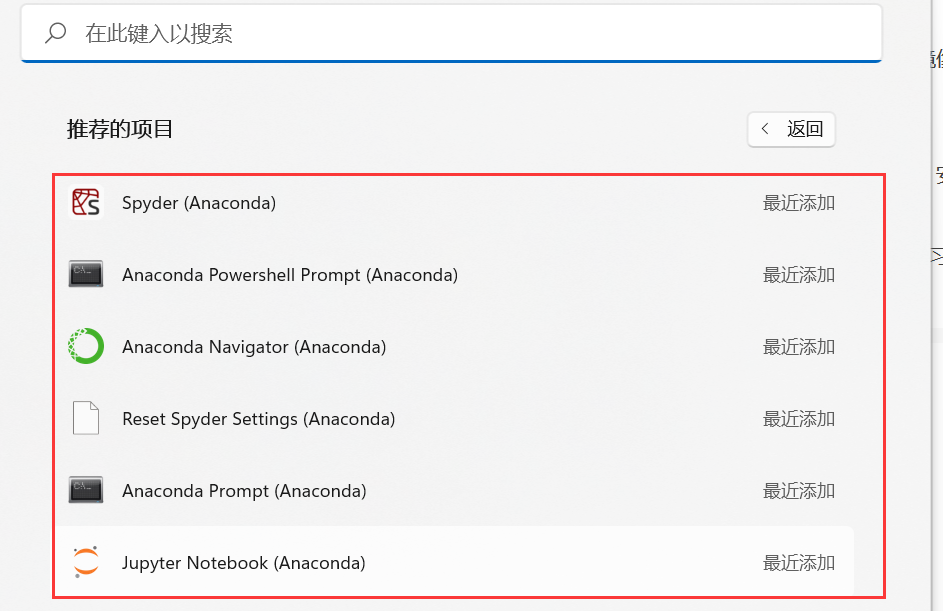 在此键入以搜索
推荐的项目
返回
Spyder (Anaconda) 最近添加
Anaconda Powershell Prompt (Anaconda) 最近添加
Anaconda Navigator (Anaconda) 最近添加
Reset Spyder Settings (Anaconda) 最近添加
Anaconda Prompt (Anaconda) 最近添加
Jupyter Notebook (Anaconda) 最近添加